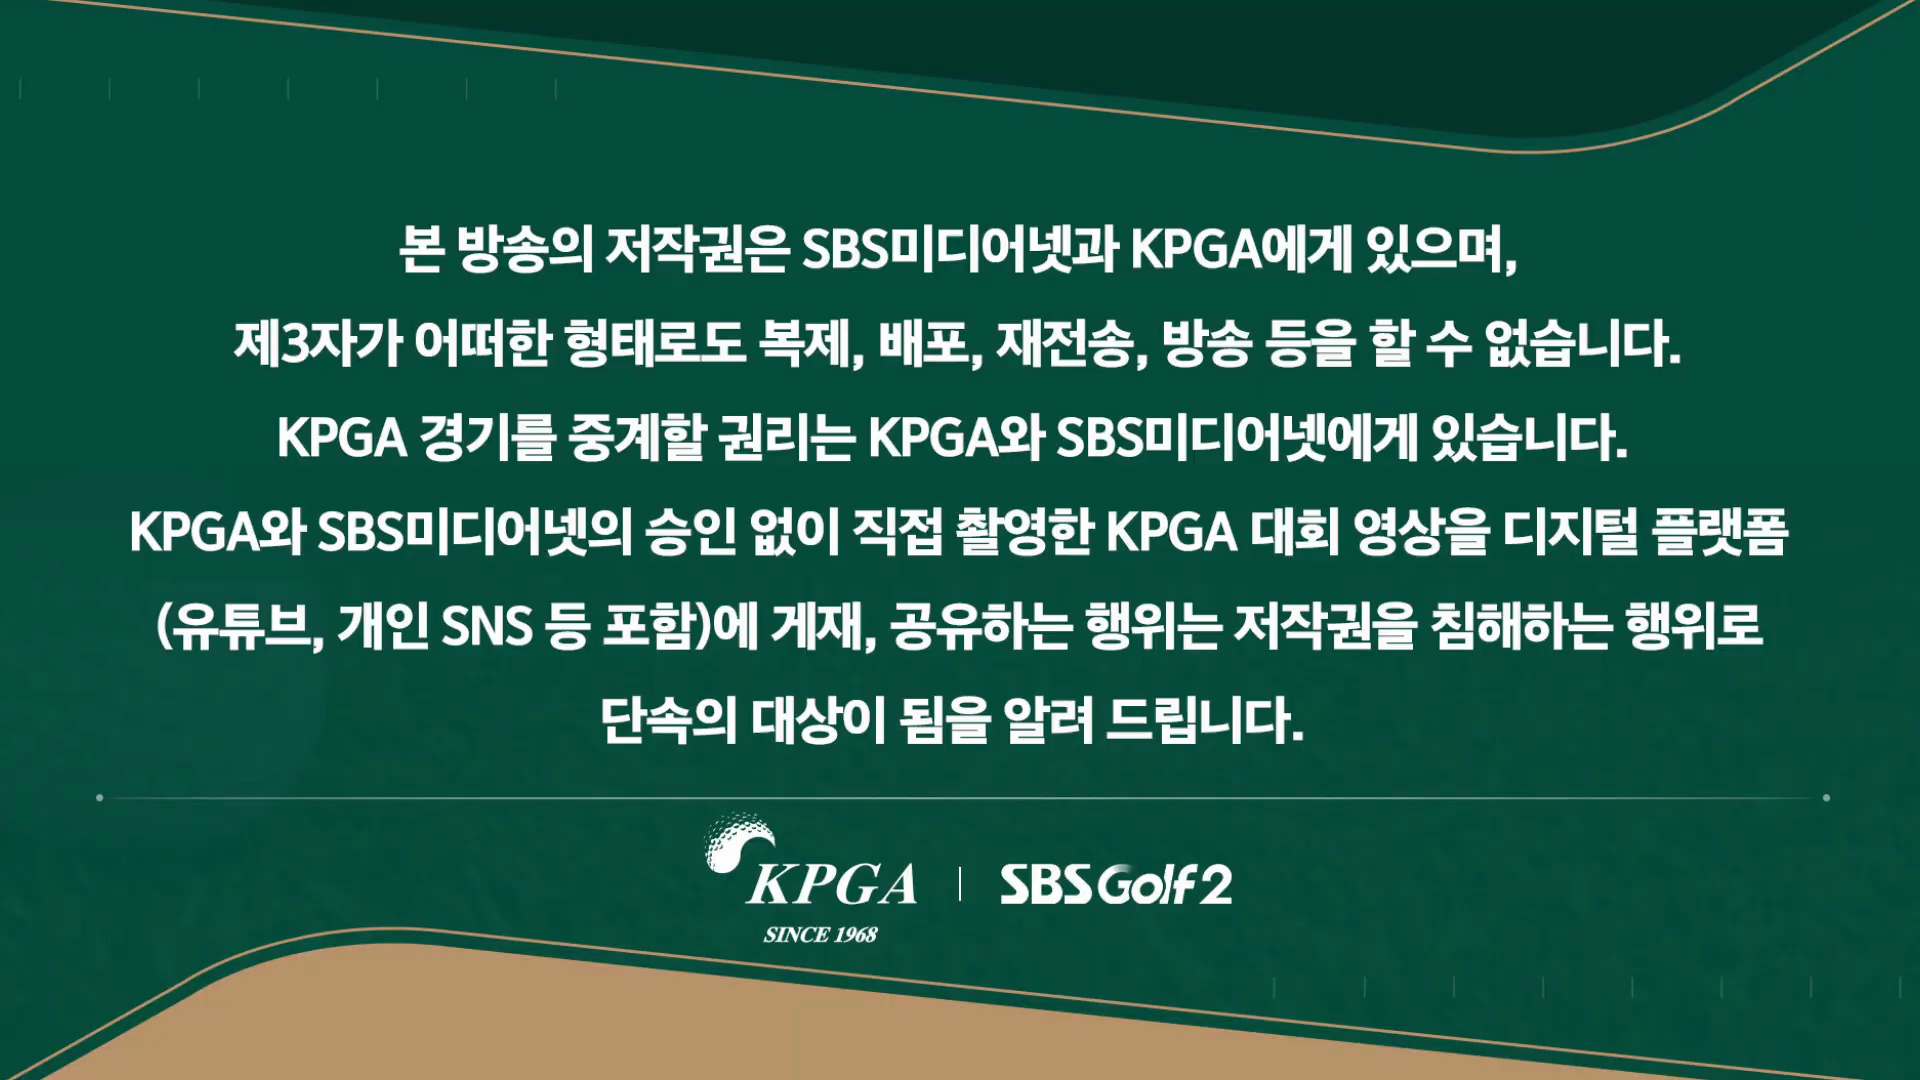 본 방송의 저작권은 SBS미디어넷과 KPGA에게 있으며,
제3자가 어떠한 형태로도 복제, 배포, 재전송, 방송 등을 할 수 없습니다.
KPGA 경기를 중계할 권리는 KPGA와 SBS미디어넷에게 있습니다.
KPGA와 SBS미디어넷의 승인 없이 직접 촬영한 KPGA 대회 영상을 디지털 플랫폼
(유튜브, 개인 SNS 등 포함)에 게재, 공유하는 행위는 저작권을 침해하는 행위로
단속의 대상이 됨을 알려 드립니다.
KPGA
SINCE 1968
SBS Golf 2